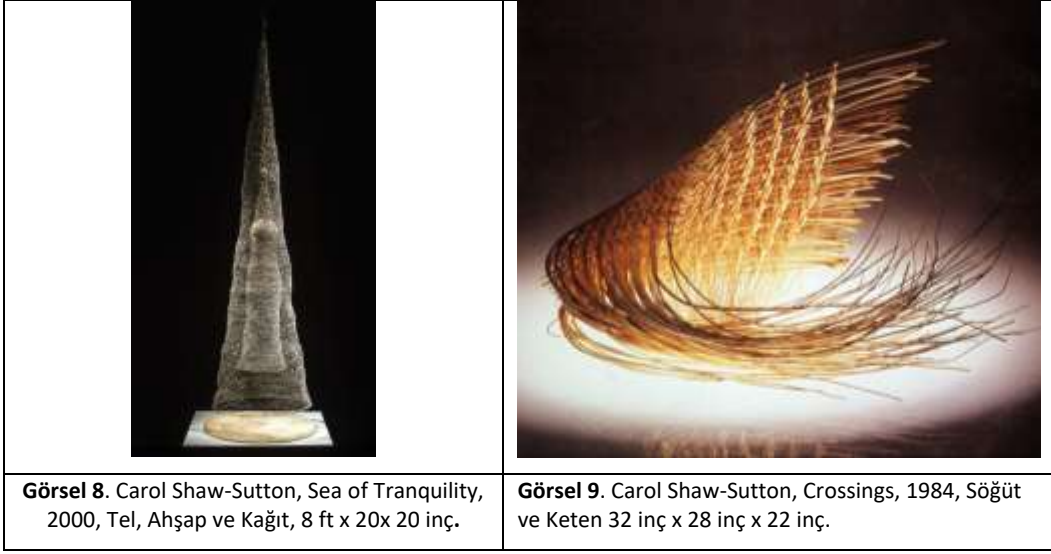 Görsel 8. Carol Shaw-Sutton, Sea of Tranquility,
2000, Tel, Ahşap ve Kağıt, 8 ft x 20x 20 inç.
Görsel 9. Carol Shaw-Sutton, Crossings, 1984, Söğüt
ve Keten 32 inç x 28 inç x 22 inç.